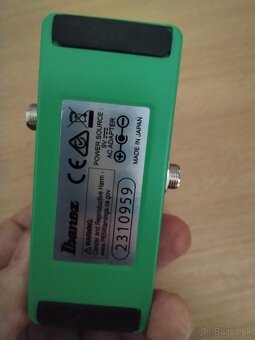 POWER SOURCE :
9V
AC ADAPTER
MADE IN JAPAN
Ibanez
WARNING:
Cancer and Reproductive Harm -
www.P65Warnings.ca.gov
2310959
Bazos.sk